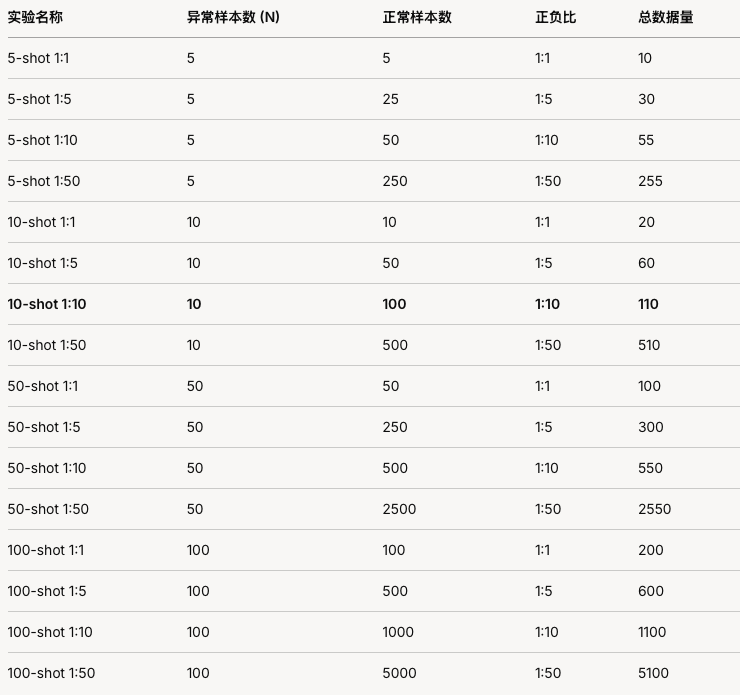 实验名称 异常样本数 (N) 正常样本数 正负比 总数据量
5-shot 1:1 5 5 1:1 10
5-shot 1:5 5 25 1:5 30
5-shot 1:10 5 50 1:10 55
5-shot 1:50 5 250 1:50 255
10-shot 1:1 10 10 1:1 20
10-shot 1:5 10 50 1:5 60
10-shot 1:10 10 100 1:10 110
10-shot 1:50 10 500 1:50 510
50-shot 1:1 50 50 1:1 100
50-shot 1:5 50 250 1:5 300
50-shot 1:10 50 500 1:10 550
50-shot 1:50 50 2500 1:50 2550
100-shot 1:1 100 100 1:1 200
100-shot 1:5 100 500 1:5 600
100-shot 1:10 100 1000 1:10 1100
100-shot 1:50 100 5000 1:50 5100